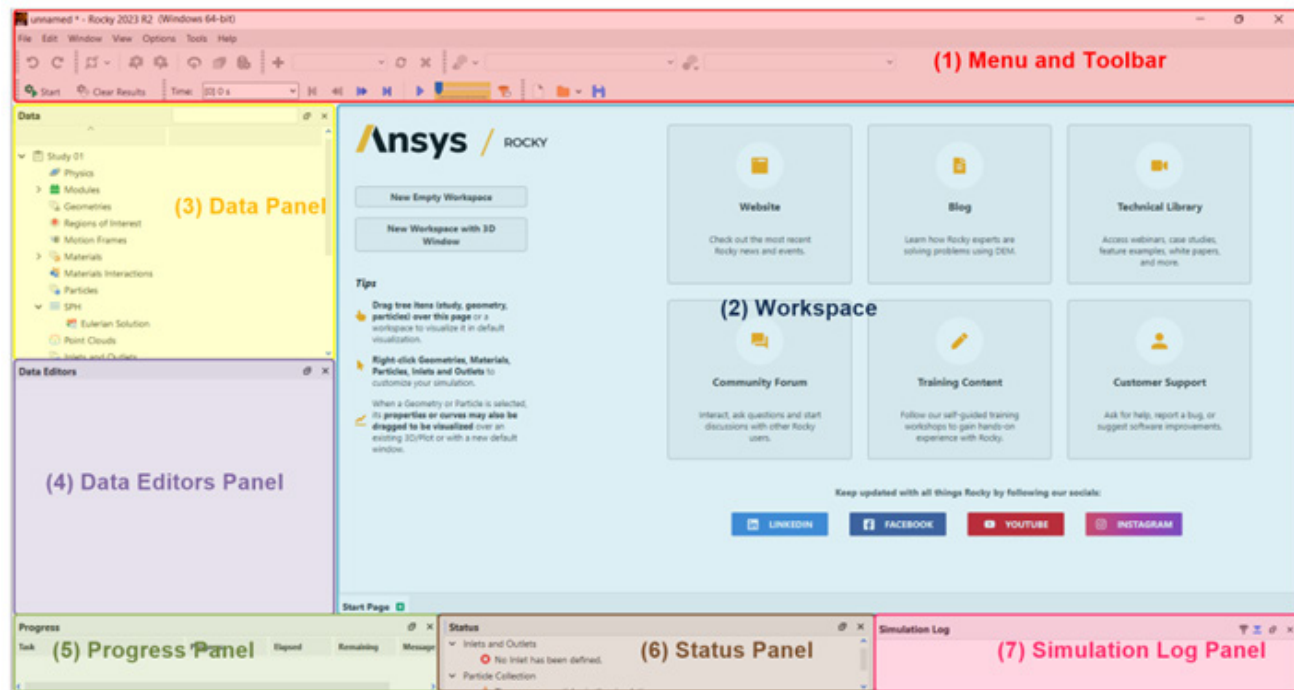 unnamed * - Rocky 2023 R2 (Windows 64-bit)
File Edit Window View Options Tools Help
(1) Menu and Toolbar
Start Clear Results Time: [0] 0 s
Data
Study 01
Physics
Modules
Geometries
Regions of Interest
Motion Frames
Materials
Materials Interactions
Particles
SPH
Eulerian Solution
Point Clouds
Inlets and Outlets
(3) Data Panel
Data Editors
(4) Data Editors Panel
Ansys / ROCKY
New Empty Workspace
New Workspace with 3D
Window
Tips
Drag tree itens (study, geometry,
particles) over this page or a
workspace to visualize it in default
visualization.
Right-click Geometries, Materials,
Particles, Inlets and Outlets to
customize your simulation.
When a Geometry or Particle is selected,
its properties or curves may also be
dragged to be visualized over an
existing 3D/Plot or with a new default
window.
Website
Check out the most recent
Rocky news and events.
Blog
Learn how Rocky experts are
solving problems using DEM.
Technical Library
Access webinars, case studies,
feature examples, white papers,
and more.
(2) Workspace
Community Forum
Interact, ask questions and start
discussions with other Rocky
users.
Training Content
Follow our self-guided training
workshops to gain hands-on
experience with Rocky.
Customer Support
Ask for help, report a bug, or
suggest software improvements.
Keep updated with all things Rocky by following our socials:
LINKEDIN FACEBOOK YOUTUBE INSTAGRAM
Start Page
Progress
Task Elapsed Remaining Message
(5) Progress Panel
Status
Inlets and Outlets
No Inlet has been defined.
Particle Collection
(6) Status Panel
Simulation Log
(7) Simulation Log Panel